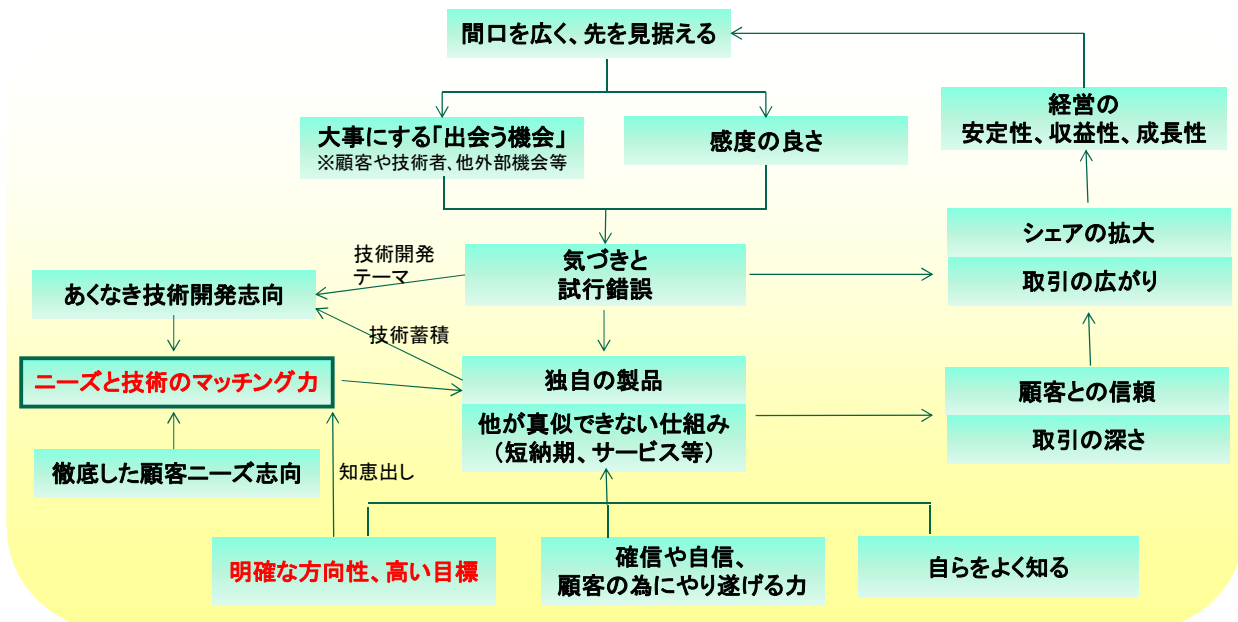 間口を広く、先を見据える
経営の
安定性、収益性、成長性
大事にする「出会う機会」
※顧客や技術者、他外部機会等
感度の良さ
シェアの拡大
取引の広がり
技術開発
テーマ
気づきと
試行錯誤
あくなき技術開発志向
技術蓄積
ニーズと技術のマッチング力
独自の製品
他が真似できない仕組み
（短納期、サービス等）
顧客との信頼
取引の深さ
徹底した顧客ニーズ志向
知恵出し
明確な方向性、高い目標
確信や自信、
顧客の為にやり遂げる力
自らをよく知る